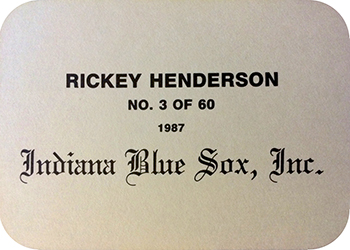 RICKEY HENDERSON
NO. 3 OF 60
1987
Indiana Blue Sox, Inc.